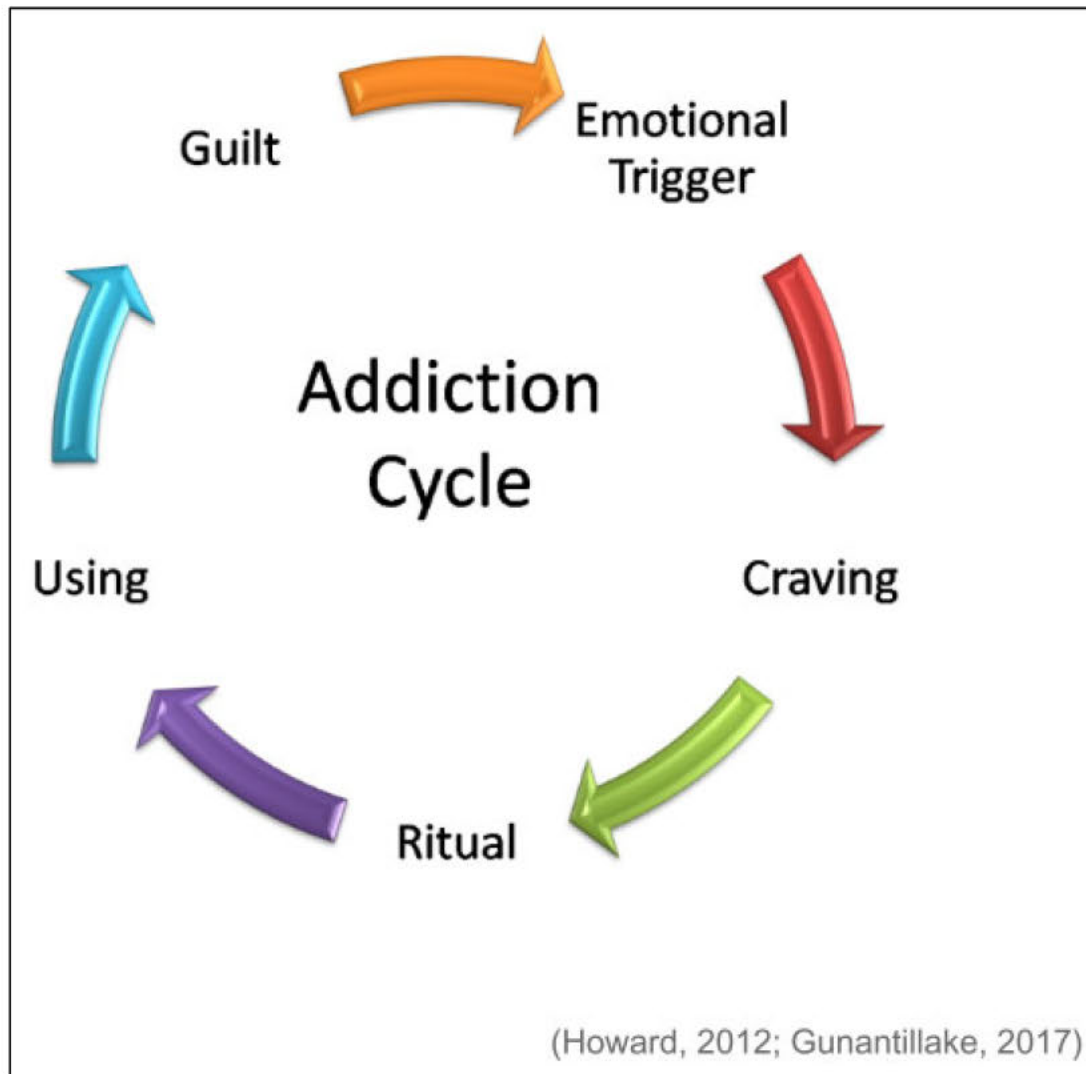 Guilt
Emotional
Trigger
Addiction
Cycle
Using
Craving
Ritual
(Howard, 2012; Gunantillake, 2017)